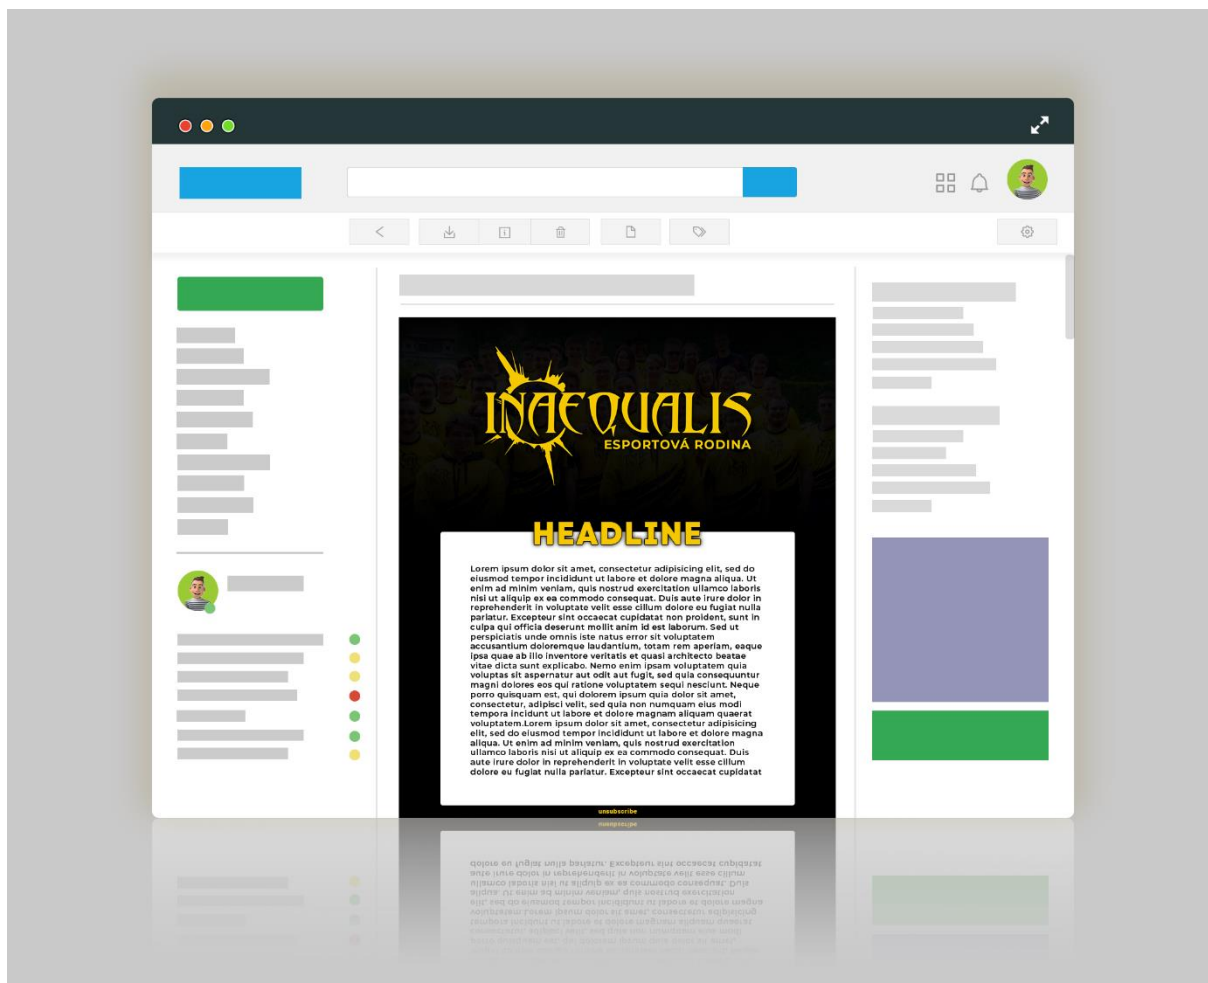 INAEQUALIS
ESPORTOVÁ RODINA
HEADLINE
Lorem ipsum dolor sit amet, consectetur adipisicing elit, sed do
eiusmod tempor incididunt ut labore et dolore magna aliqua. Ut
enim ad minim veniam, quis nostrud exercitation ullamco laboris
nisi ut aliquip ex ea commodo consequat. Duis aute irure dolor in
reprehenderit in voluptate velit esse cillum dolore eu fugiat nulla
pariatur. Excepteur sint occaecat cupidatat non proident, sunt in
culpa qui officia deserunt mollit anim id est laborum. Sed ut
perspiciatis unde omnis iste natus error sit voluptatem
accusantium doloremque laudantium, totam rem aperiam, eaque
ipsa quae ab illo inventore veritatis et quasi architecto beatae
vitae dicta sunt explicabo. Nemo enim ipsam voluptatem quia
voluptas sit aspernatur aut odit aut fugit, sed quia consequuntur
magni dolores eos qui ratione voluptatem sequi nesciunt. Neque
porro quisquam est, qui dolorem ipsum quia dolor sit amet,
consectetur, adipisci velit, sed quia non numquam eius modi
tempora incidunt ut labore et dolore magnam aliquam quaerat
voluptatem.Lorem ipsum dolor sit amet, consectetur adipisicing
elit, sed do eiusmod tempor incididunt ut labore et dolore magna
aliqua. Ut enim ad minim veniam, quis nostrud exercitation
ullamco laboris nisi ut aliquip ex ea commodo consequat. Duis
aute irure dolor in reprehenderit in voluptate velit esse cillum
dolore eu fugiat nulla pariatur. Excepteur sint occaecat cupidatat
unsubscribe